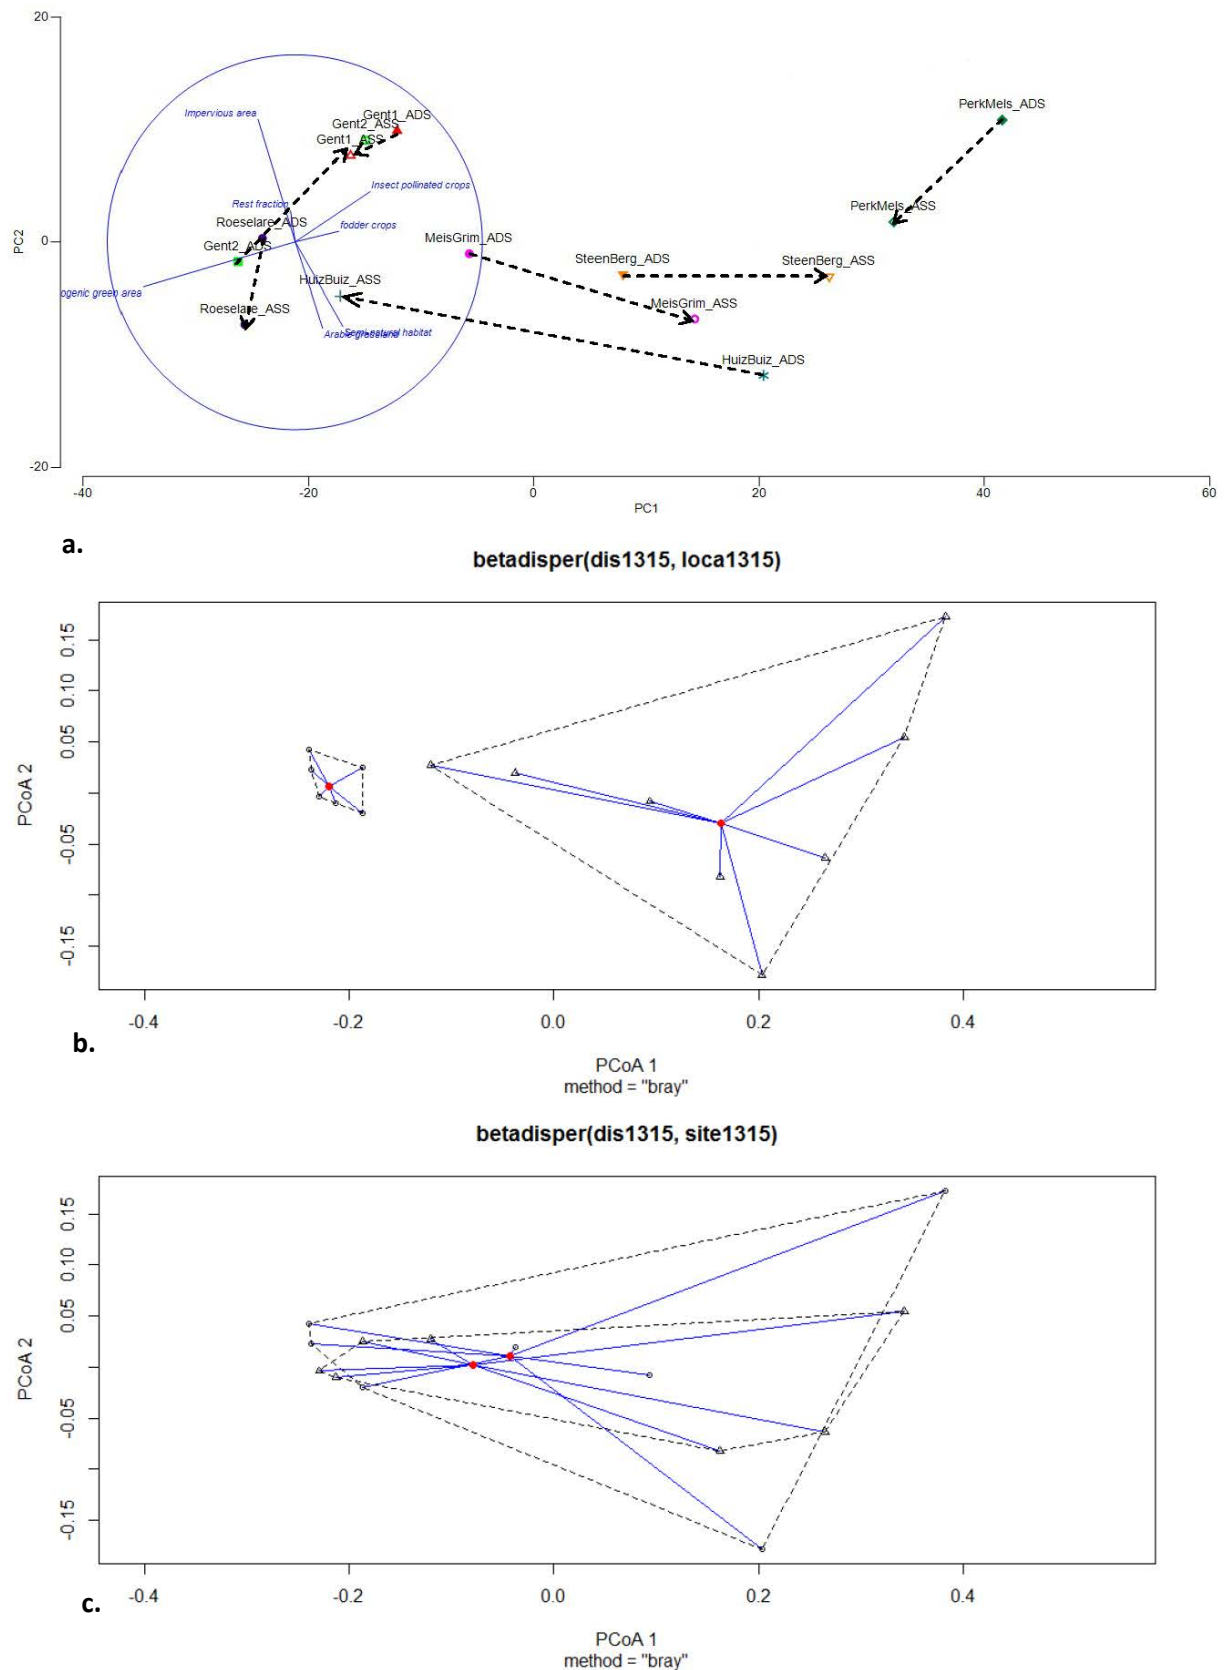 20
PerkMels_ADS
Impervious area
Gent1_ADS
Gent2_ASS
Gent1_ASS
Insect pollinated crops
Rest fraction
PerkMels_ASS
fodder crops
Roeselare_ADS
MeisGrim_ADS
PC2
0
Gent2_ADS
SteenBerg_ADS
SteenBerg_ASS
HuizBuiz_ASS
ogenic green area
MeisGrim_ASS
Roeselare_ASS
Semi-natural habitat
HuizBuiz_ADS
-20
-40
-20
0
20
40
60
PC1
a.
betadisper(dis1315, loca1315)
0.15
0.10
0.05
-0.05
-0.15
PCoA 2
-0.4
-0.2
0.0
0.2
0.4
b.
PCoA 1
method = "bray"
betadisper(dis1315, site1315)
0.15
0.10
0.05
-0.05
-0.15
PCoA 2
-0.4
-0.2
0.0
0.2
0.4
c.
PCoA 1
method = "bray"